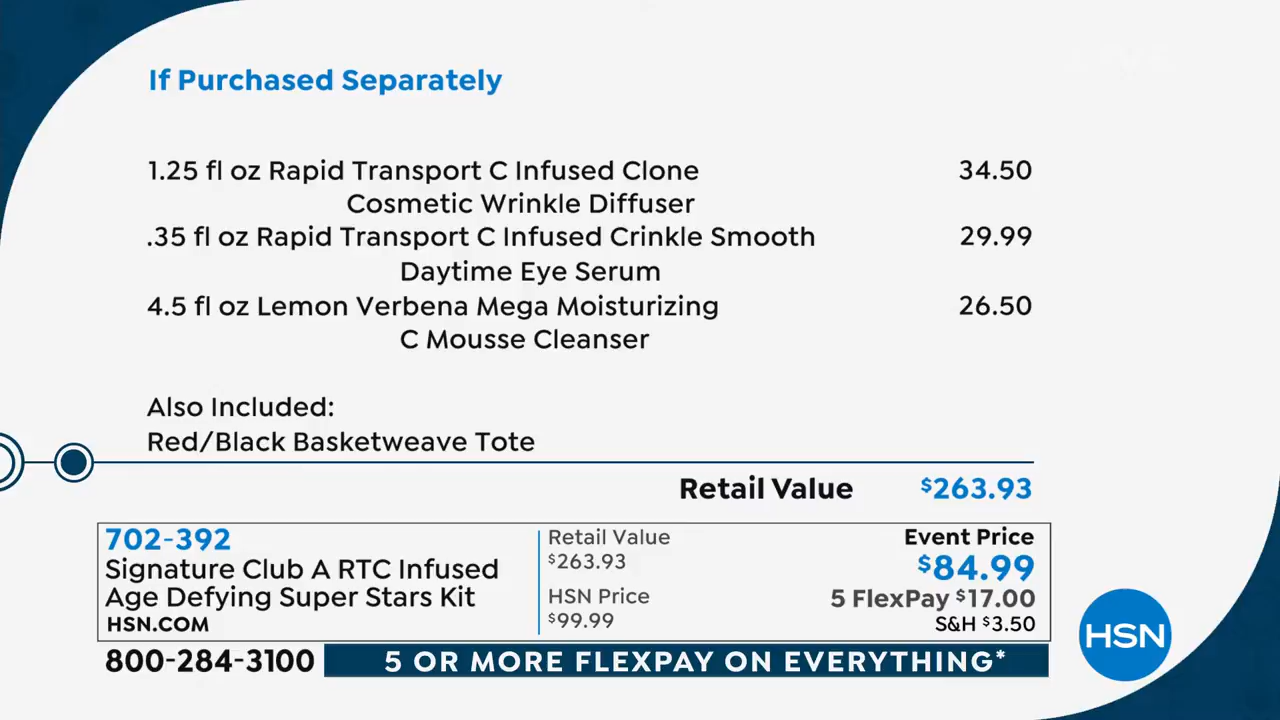 If Purchased Separately
1.25 fl oz Rapid Transport C Infused Clone 34.50
Cosmetic Wrinkle Diffuser
.35 fl oz Rapid Transport C Infused Crinkle Smooth 29.99
Daytime Eye Serum
4.5 fl oz Lemon Verbena Mega Moisturizing 26.50
C Mousse Cleanser
Also Included:
Red/Black Basketweave Tote
Retail Value $263.93
702-392
Signature Club A RTC Infused
Age Defying Super Stars Kit
HSN.COM
Retail Value
$263.93
HSN Price
$99.99
Event Price
$84.99
5 FlexPay $17.00
S&H $3.50
HSN
800-284-3100
5 OR MORE FLEXPAY ON EVERYTHING*